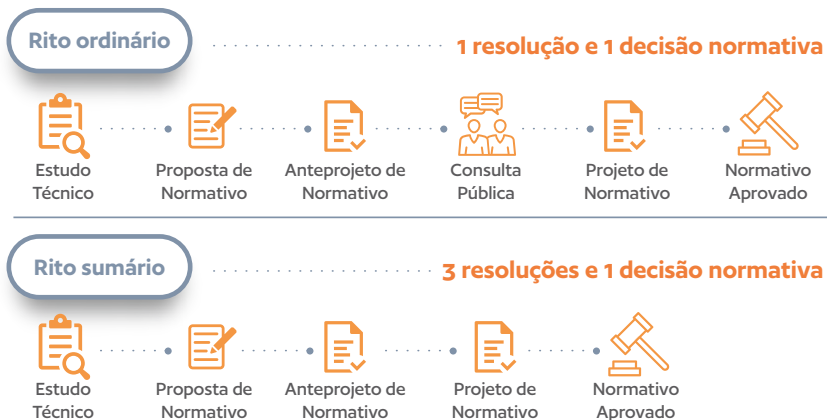 Rito ordinário
1 resolução e 1 decisão normativa
Estudo
Técnico
Proposta de
Normativo
Anteprojeto de
Normativo
Consulta
Pública
Projeto de
Normativo
Normativo
Aprovado
Rito sumário
3 resoluções e 1 decisão normativa
Estudo
Técnico
Proposta de
Normativo
Anteprojeto de
Normativo
Projeto de
Normativo
Normativo
Aprovado